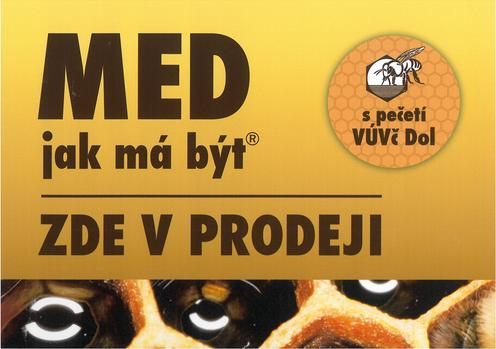 MED
jak má být®
s pečetí
VÚVč Dol
ZDE V PRODEJI